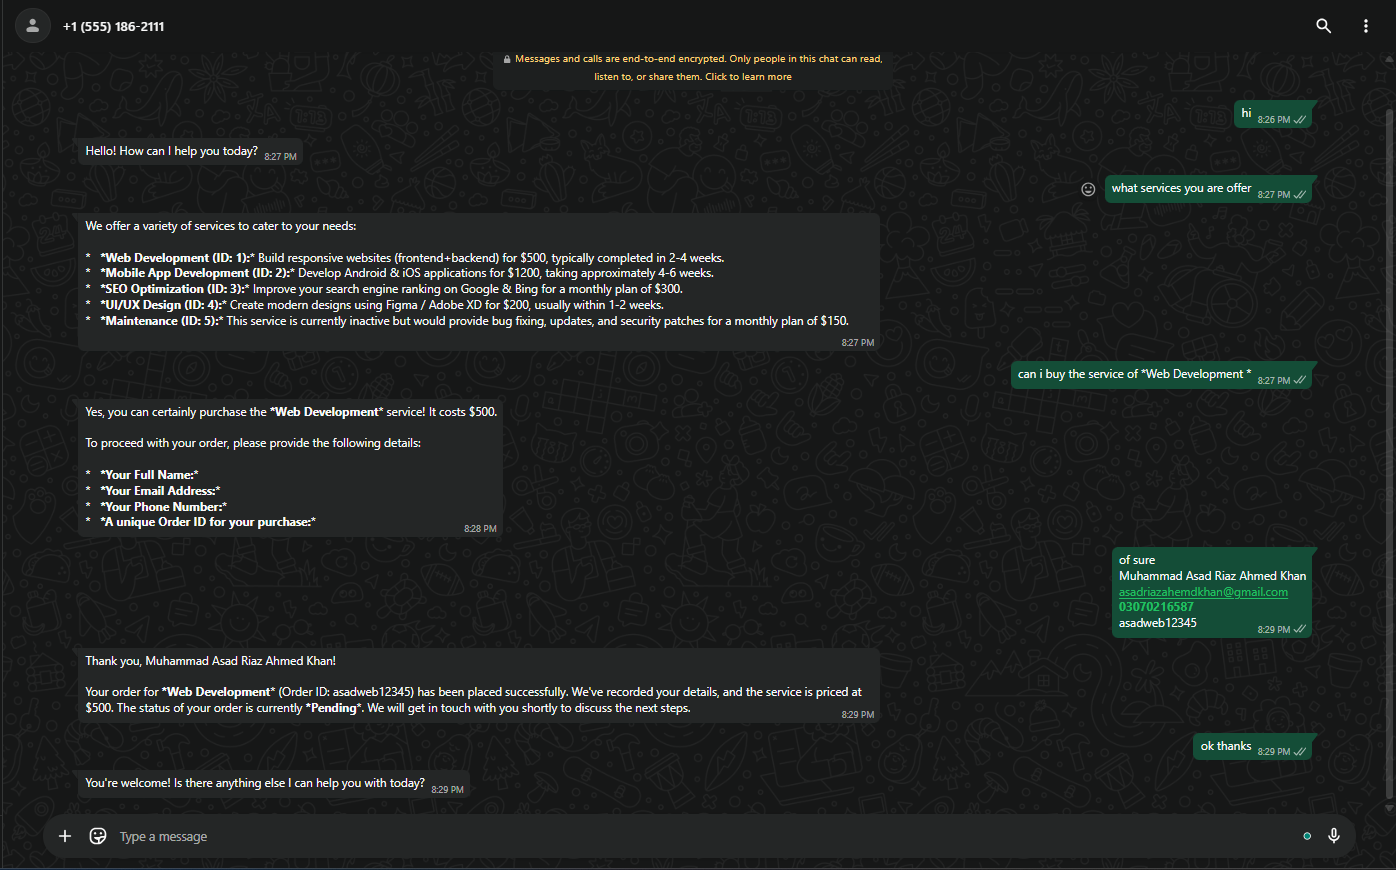 +1 (555) 186-2111
Messages and calls are end-to-end encrypted. Only people in this chat can read,
listen to, or share them. Click to learn more
hi 8:26 PM
Hello! How can I help you today? 8:27 PM
what services you are offer 8:27 PM
We offer a variety of services to cater to your needs:
* *Web Development (ID: 1):* Build responsive websites (frontend+backend) for $500, typically completed in 2-4 weeks.
* *Mobile App Development (ID: 2):* Develop Android & iOS applications for $1200, taking approximately 4-6 weeks.
* *SEO Optimization (ID: 3):* Improve your search engine ranking on Google & Bing for a monthly plan of $300.
* *UI/UX Design (ID: 4):* Create modern designs using Figma / Adobe XD for $200, usually within 1-2 weeks.
* *Maintenance (ID: 5):* This service is currently inactive but would provide bug fixing, updates, and security patches for a monthly plan of $150.
8:27 PM
can i buy the service of *Web Development * 8:27 PM
Yes, you can certainly purchase the *Web Development* service! It costs $500.
To proceed with your order, please provide the following details:
* *Your Full Name:*
* *Your Email Address:*
* *Your Phone Number:*
* *A unique Order ID for your purchase:*
8:28 PM
of sure
Muhammad Asad Riaz Ahmed Khan
asadriazahemdkhan@gmail.com
03070216587
asadweb12345
8:29 PM
Thank you, Muhammad Asad Riaz Ahmed Khan!
Your order for *Web Development* (Order ID: asadweb12345) has been placed successfully. We've recorded your details, and the service is priced at
$500. The status of your order is currently *Pending*. We will get in touch with you shortly to discuss the next steps.
8:29 PM
ok thanks 8:29 PM
You're welcome! Is there anything else I can help you with today? 8:29 PM
Type a message